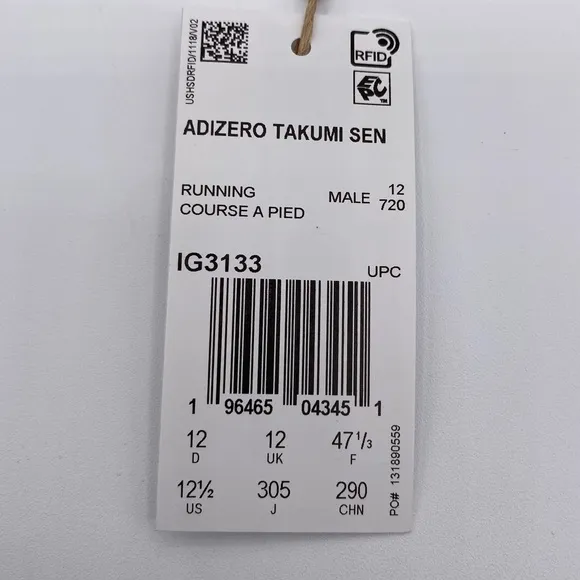 USHSDRFID/1118/V02
RFID
EPC™
ADIZERO TAKUMI SEN
RUNNING
COURSE A PIED
MALE 12
720
IG3133
UPC
1 96465 04345 1
12 12 47 1/3
D UK F
12½ 305 290
US J CHN
PO# 131890559